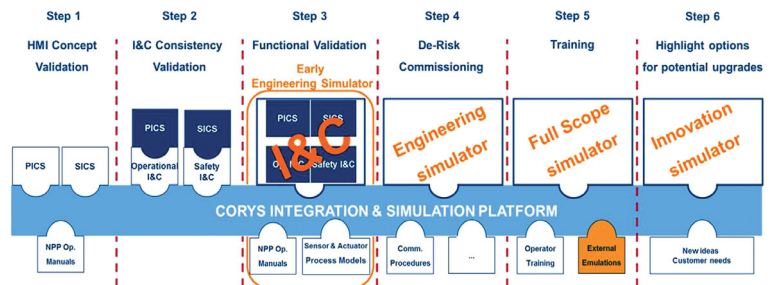 Step 1
HMI Concept
Validation
Step 2
I&C Consistency
Validation
Step 3
Functional Validation
Early
Engineering Simulator
Step 4
De-Risk
Commissioning
Step 5
Training
Step 6
Highlight options
for potential upgrades
PICS
SICS
PICS
SICS
Operational
I&C
Safety
I&C
PICS
SICS
Safety I&C
I&C
Engineering
simulator
Full Scope
simulator
Innovation
simulator
CORYS INTEGRATION & SIMULATION PLATFORM
NPP Op.
Manuals
NPP Op.
Manuals
Sensor & Actuator
Process Models
Comm.
Procedures
...
Operator
Training
External
Emulations
New ideas
Customer needs